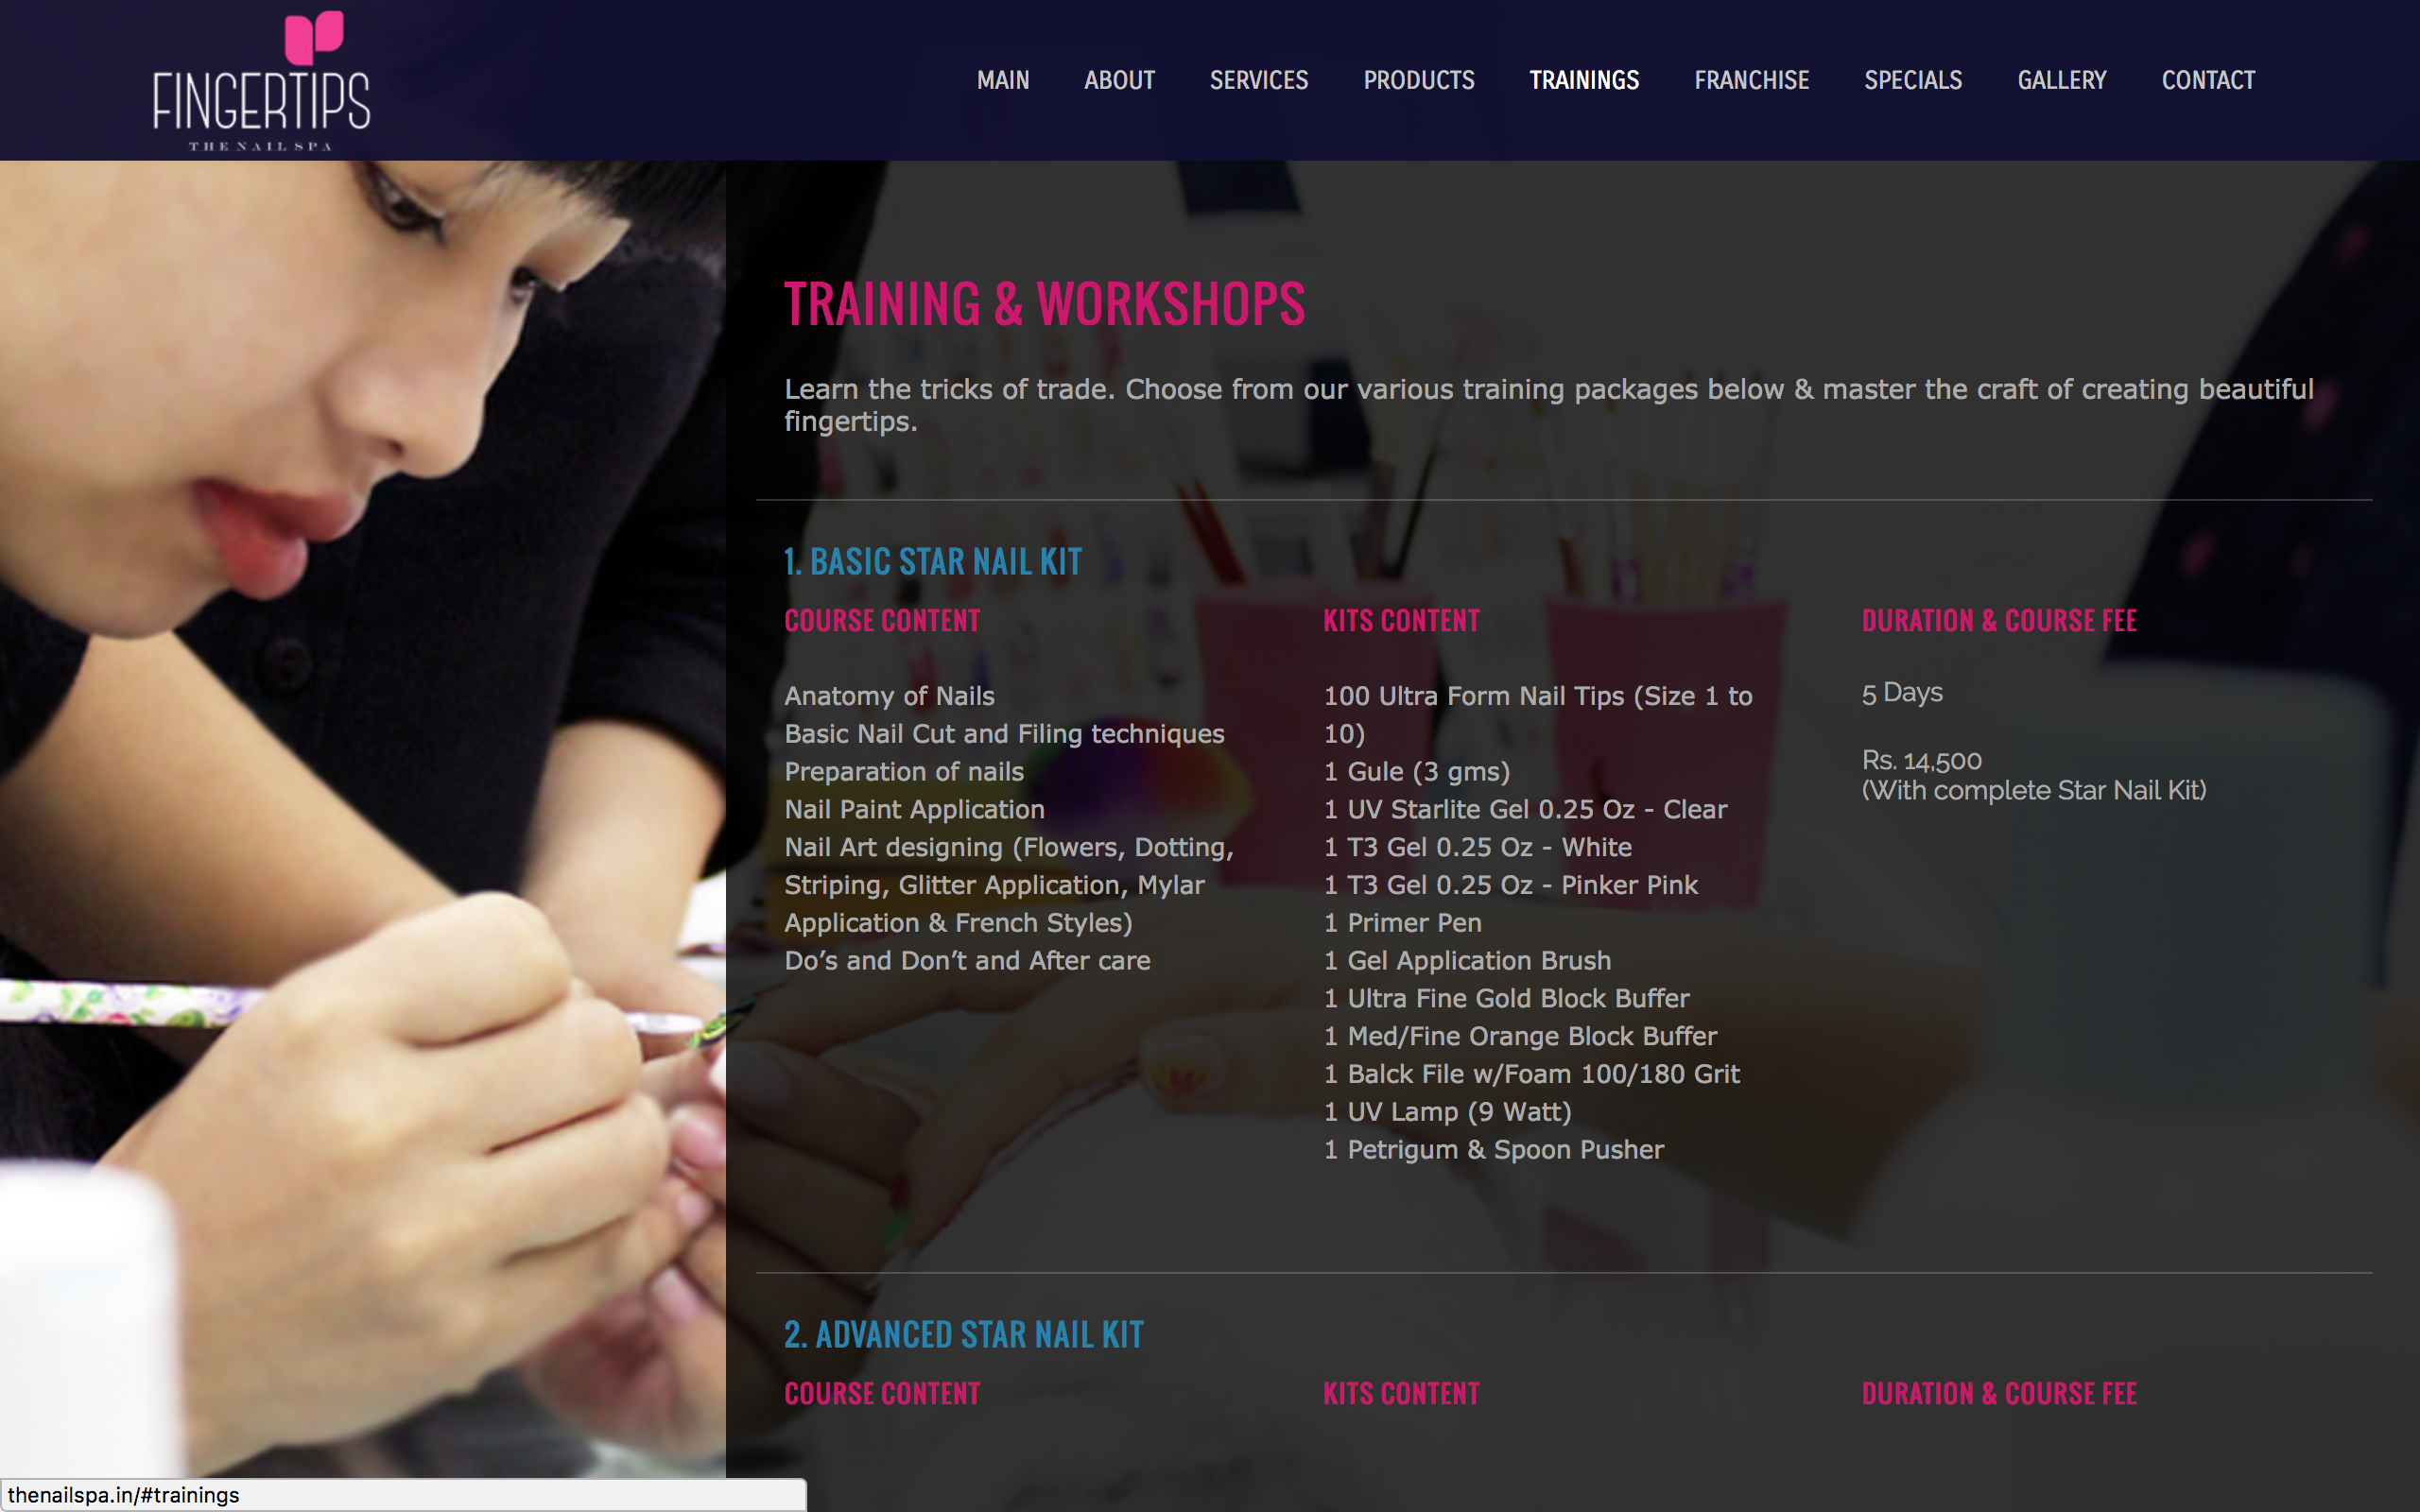 FINGERTIPS
THE NAIL SPA
MAIN ABOUT SERVICES PRODUCTS TRAININGS FRANCHISE SPECIALS GALLERY CONTACT
TRAINING & WORKSHOPS
Learn the tricks of trade. Choose from our various training packages below & master the craft of creating beautiful
fingertips.
1. BASIC STAR NAIL KIT
COURSE CONTENT
Anatomy of Nails
Basic Nail Cut and Filing techniques
Preparation of nails
Nail Paint Application
Nail Art designing (Flowers, Dotting,
Striping, Glitter Application, Mylar
Application & French Styles)
Do’s and Don’t and After care
KITS CONTENT
100 Ultra Form Nail Tips (Size 1 to
10)
1 Gule (3 gms)
1 UV Starlite Gel 0.25 Oz - Clear
1 T3 Gel 0.25 Oz - White
1 T3 Gel 0.25 Oz - Pinker Pink
1 Primer Pen
1 Gel Application Brush
1 Ultra Fine Gold Block Buffer
1 Med/Fine Orange Block Buffer
1 Balck File w/Foam 100/180 Grit
1 UV Lamp (9 Watt)
1 Petrigum & Spoon Pusher
DURATION & COURSE FEE
5 Days
Rs. 14,500
(With complete Star Nail Kit)
2. ADVANCED STAR NAIL KIT
COURSE CONTENT
KITS CONTENT
DURATION & COURSE FEE
thenailspa.in/#trainings